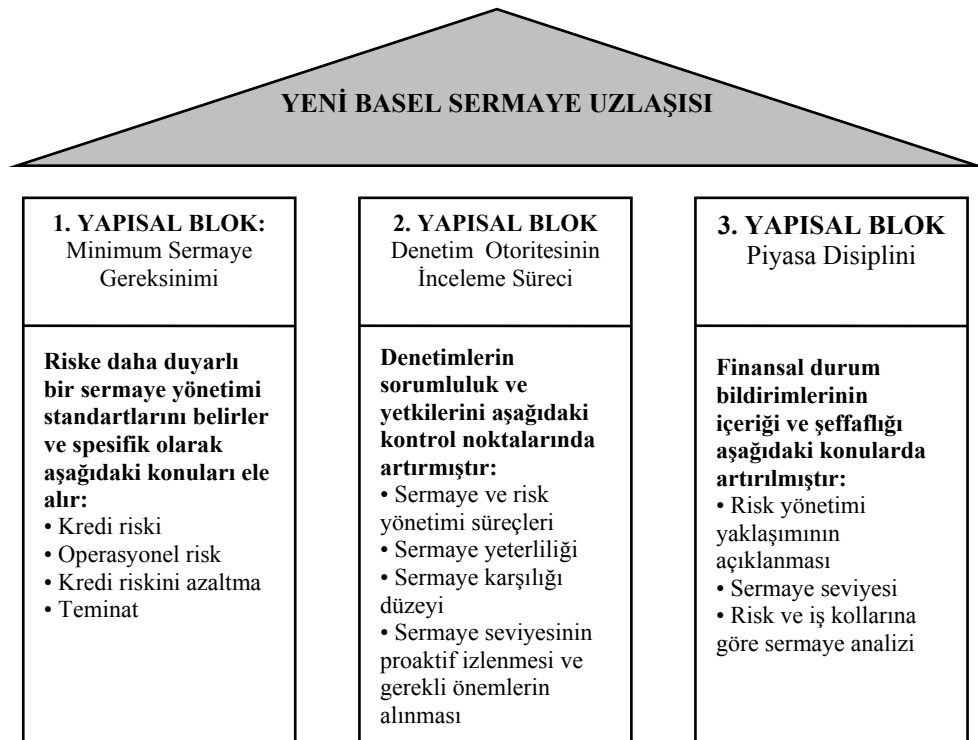 YENİ BASEL SERMAYE UZLAŞISI
1. YAPISAL BLOK:
Minimum Sermaye
Gereksinimi
Riske daha duyarlı
bir sermaye yönetimi
standartlarını belirler
ve spesifik olarak
aşağıdaki konuları ele
alır:
• Kredi riski
• Operasyonel risk
• Kredi riskini azaltma
• Teminat
2. YAPISAL BLOK
Denetim Otoritesinin
İnceleme Süreci
Denetimlerin
sorumluluk ve
yetkilerini aşağıdaki
kontrol noktalarında
artırmıştır:
• Sermaye ve risk
yönetimi süreçleri
• Sermaye yeterliliği
• Sermaye karşılığı
düzeyi
• Sermaye seviyesinin
proaktif izlenmesi ve
gerekli önemlerin
alınması
3. YAPISAL BLOK
Piyasa Disiplini
Finansal durum
bildirimlerinin
içeriği ve şeffaflığı
aşağıdaki konularda
artırılmıştır:
• Risk yönetimi
yaklaşımının
açıklanması
• Sermaye seviyesi
• Risk ve iş kollarına
göre sermaye analizi